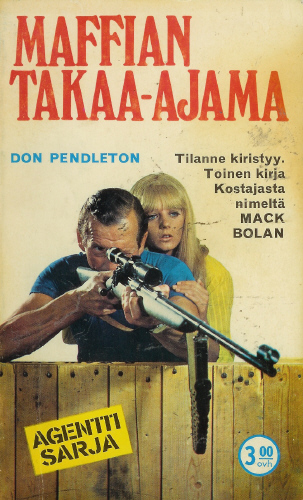 MAFFIAN
TAKAA-AJAMA
DON PENDLETON
Tilanne kiristyy.
Toinen kirja
Kostajasta
nimeltä
MACK
BOLAN
AGENTTI
SARJA
3.00
ovh